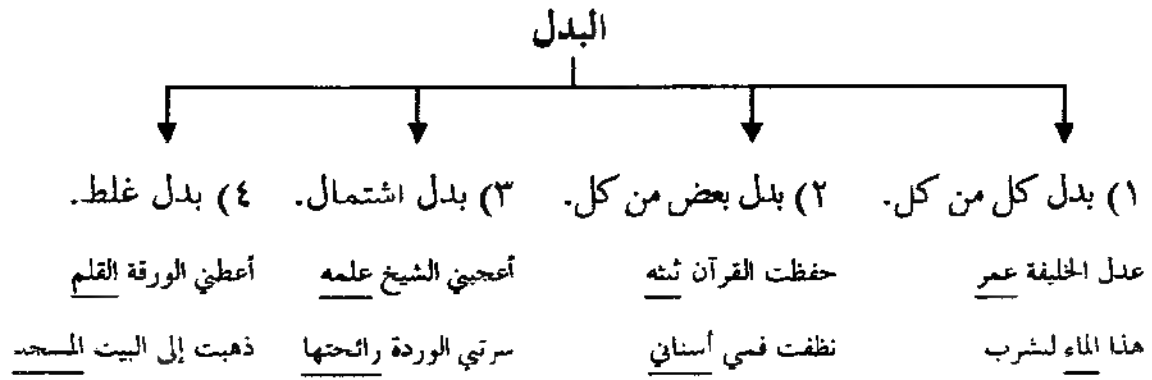 البدل
١) بدل كل من كل. ٢) بدل بعض من كل. ٣) بدل اشتمال. ٤) بدل غلط.
عدل الخليفة عمر حفظت القرآن ثلثه أعجبني الشيخ علمه أعطني الورقة القلم
هذا الماء لشرب نظفت فمي أسناني سرتني الوردة رائحتها ذهبت إلى البيت المسجد